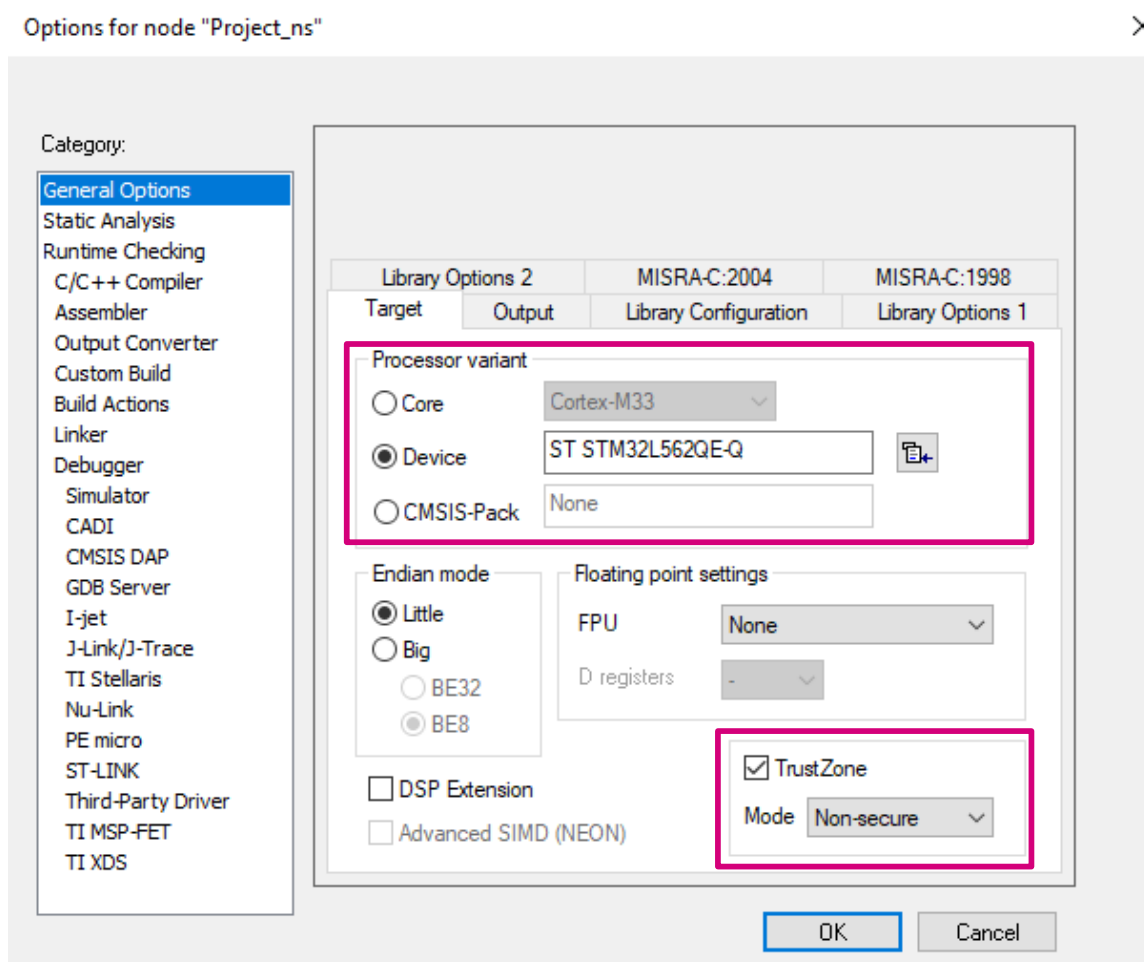 Options for node "Project_ns"
Category:
General Options
Static Analysis
Runtime Checking
C/C++ Compiler
Assembler
Output Converter
Custom Build
Build Actions
Linker
Debugger
Simulator
CADI
CMSIS DAP
GDB Server
I-jet
J-Link/J-Trace
TI Stellaris
Nu-Link
PE micro
ST-LINK
Third-Party Driver
TI MSP-FET
TI XDS
Library Options 2 MISRA-C:2004 MISRA-C:1998
Target Output Library Configuration Library Options 1
Processor variant
Core Cortex-M33
Device ST STM32L562QE-Q
CMSIS-Pack None
Endian mode
Little
Big
BE32
BE8
Floating point settings
FPU None
D registers -
DSP Extension
Advanced SIMD (NEON)
TrustZone
Mode Non-secure
OK Cancel